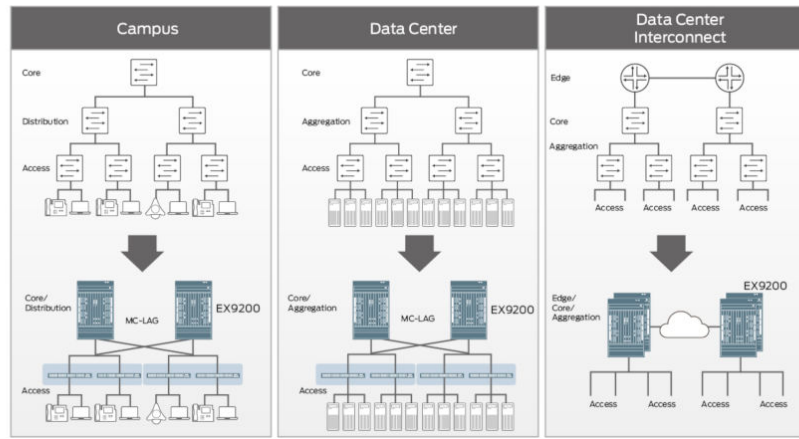 Campus
Core
Distribution
Access
Core/
Distribution
MC-LAG
EX9200
Access
Data Center
Core
Aggregation
Access
Core/
Aggregation
MC-LAG
EX9200
Access
Data Center
Interconnect
Edge
Core
Aggregation
Access Access Access Access
EX9200
Edge/
Core/
Aggregation
Access Access Access Access